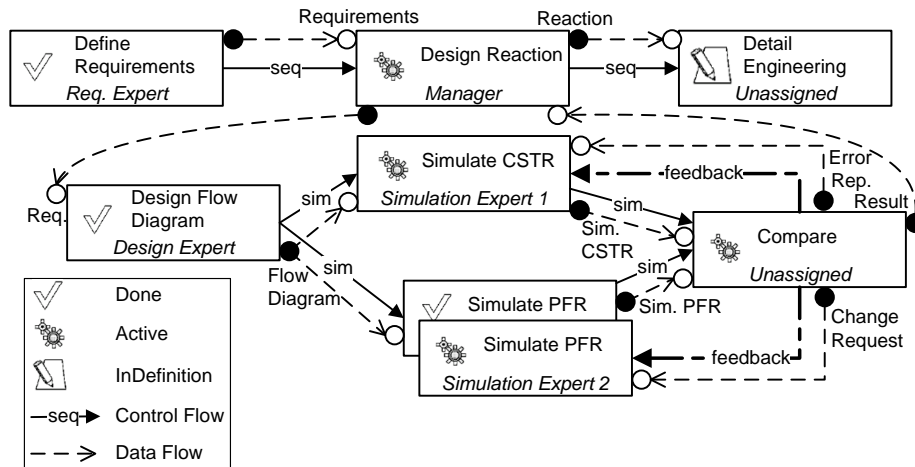 Requirements
Reaction
Define
Requirements
Req. Expert
seq
Design Reaction
Manager
seq
Detail
Engineering
Unassigned
Req.
Design Flow
Diagram
Design Expert
sim
Simulate CSTR
Simulation Expert 1
feedback
Error
Rep.
Result
sim
Sim.
CSTR
Compare
Unassigned
sim
Flow
Diagram
sim
Sim. PFR
Simulate PFR
Simulate PFR
Simulation Expert 2
feedback
Change
Request
Done
Active
InDefinition
seq
Control Flow
Data Flow